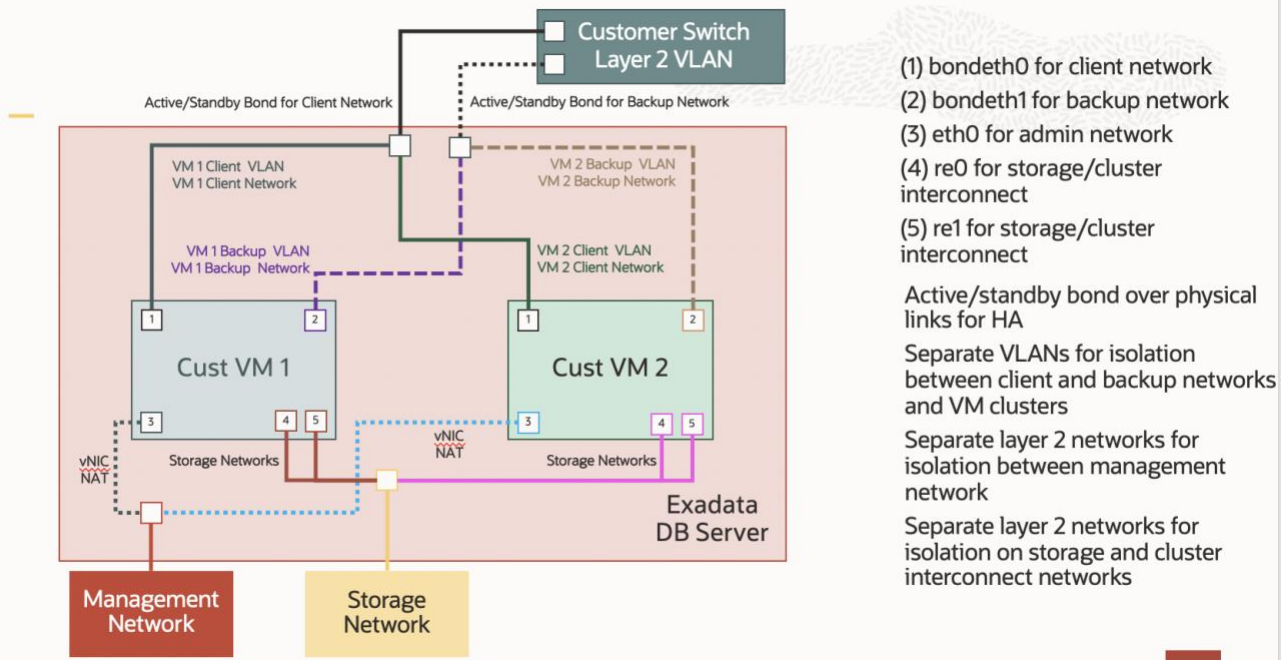 Customer Switch
Layer 2 VLAN
Active/Standby Bond for Client Network
Active/Standby Bond for Backup Network
VM 1 Client VLAN
VM 1 Client Network
VM 2 Backup VLAN
VM 2 Backup Network
VM 1 Backup VLAN
VM 1 Backup Network
VM 2 Client VLAN
VM 2 Client Network
1
2
Cust VM 1
3
4
5
1
2
Cust VM 2
3
4
5
vNIC
NAT
Storage Networks
vNIC
NAT
Storage Networks
Exadata
DB Server
Management
Network
Storage
Network
(1) bondeth0 for client network
(2) bondeth1 for backup network
(3) eth0 for admin network
(4) re0 for storage/cluster
interconnect
(5) re1 for storage/cluster
interconnect
Active/standby bond over physical
links for HA
Separate VLANs for isolation
between client and backup networks
and VM clusters
Separate layer 2 networks for
isolation between management
network
Separate layer 2 networks for
isolation on storage and cluster
interconnect networks